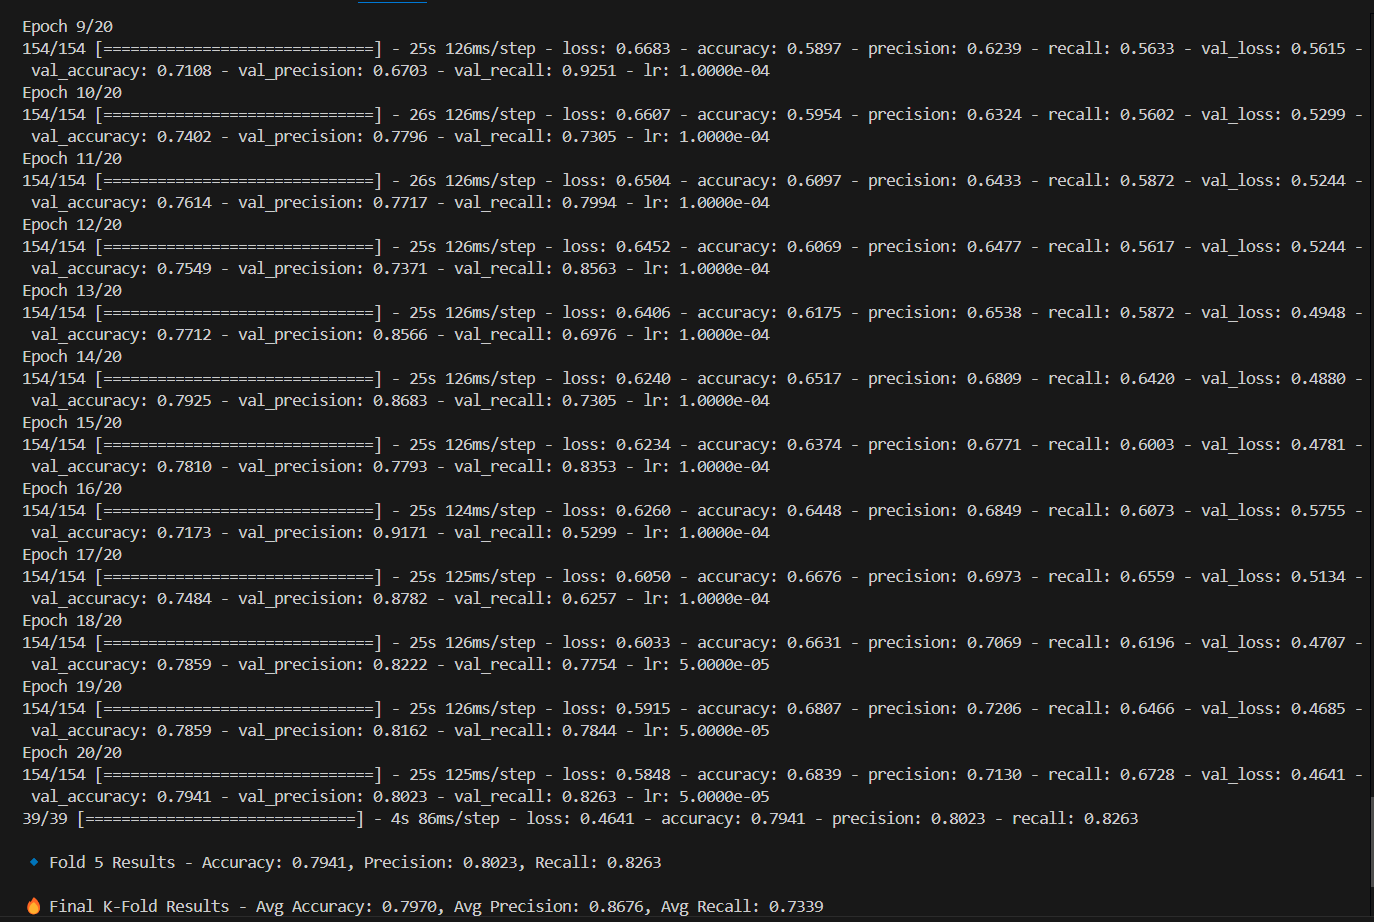 Epoch 9/20
154/154 [==============================] - 25s 126ms/step - loss: 0.6683 - accuracy: 0.5897 - precision: 0.6239 - recall: 0.5633 - val_loss: 0.5615 -
val_accuracy: 0.7108 - val_precision: 0.6703 - val_recall: 0.9251 - lr: 1.0000e-04
Epoch 10/20
154/154 [==============================] - 26s 126ms/step - loss: 0.6607 - accuracy: 0.5954 - precision: 0.6324 - recall: 0.5602 - val_loss: 0.5299 -
val_accuracy: 0.7402 - val_precision: 0.7796 - val_recall: 0.7305 - lr: 1.0000e-04
Epoch 11/20
154/154 [==============================] - 26s 126ms/step - loss: 0.6504 - accuracy: 0.6097 - precision: 0.6433 - recall: 0.5872 - val_loss: 0.5244 -
val_accuracy: 0.7614 - val_precision: 0.7717 - val_recall: 0.7994 - lr: 1.0000e-04
Epoch 12/20
154/154 [==============================] - 25s 126ms/step - loss: 0.6452 - accuracy: 0.6069 - precision: 0.6477 - recall: 0.5617 - val_loss: 0.5244 -
val_accuracy: 0.7549 - val_precision: 0.7371 - val_recall: 0.8563 - lr: 1.0000e-04
Epoch 13/20
154/154 [==============================] - 25s 126ms/step - loss: 0.6406 - accuracy: 0.6175 - precision: 0.6538 - recall: 0.5872 - val_loss: 0.4948 -
val_accuracy: 0.7712 - val_precision: 0.8566 - val_recall: 0.6976 - lr: 1.0000e-04
Epoch 14/20
154/154 [==============================] - 25s 126ms/step - loss: 0.6240 - accuracy: 0.6517 - precision: 0.6809 - recall: 0.6420 - val_loss: 0.4880 -
val_accuracy: 0.7925 - val_precision: 0.8683 - val_recall: 0.7305 - lr: 1.0000e-04
Epoch 15/20
154/154 [==============================] - 25s 126ms/step - loss: 0.6234 - accuracy: 0.6374 - precision: 0.6771 - recall: 0.6003 - val_loss: 0.4781 -
val_accuracy: 0.7810 - val_precision: 0.7793 - val_recall: 0.8353 - lr: 1.0000e-04
Epoch 16/20
154/154 [==============================] - 25s 124ms/step - loss: 0.6260 - accuracy: 0.6448 - precision: 0.6849 - recall: 0.6073 - val_loss: 0.5755 -
val_accuracy: 0.7173 - val_precision: 0.9171 - val_recall: 0.5299 - lr: 1.0000e-04
Epoch 17/20
154/154 [==============================] - 25s 125ms/step - loss: 0.6050 - accuracy: 0.6676 - precision: 0.6973 - recall: 0.6559 - val_loss: 0.5134 -
val_accuracy: 0.7484 - val_precision: 0.8782 - val_recall: 0.6257 - lr: 1.0000e-04
Epoch 18/20
154/154 [==============================] - 25s 126ms/step - loss: 0.6033 - accuracy: 0.6631 - precision: 0.7069 - recall: 0.6196 - val_loss: 0.4707 -
val_accuracy: 0.7859 - val_precision: 0.8222 - val_recall: 0.7754 - lr: 5.0000e-05
Epoch 19/20
154/154 [==============================] - 25s 126ms/step - loss: 0.5915 - accuracy: 0.6807 - precision: 0.7206 - recall: 0.6466 - val_loss: 0.4685 -
val_accuracy: 0.7859 - val_precision: 0.8162 - val_recall: 0.7844 - lr: 5.0000e-05
Epoch 20/20
154/154 [==============================] - 25s 125ms/step - loss: 0.5848 - accuracy: 0.6839 - precision: 0.7130 - recall: 0.6728 - val_loss: 0.4641 -
val_accuracy: 0.7941 - val_precision: 0.8023 - val_recall: 0.8263 - lr: 5.0000e-05
39/39 [==============================] - 4s 86ms/step - loss: 0.4641 - accuracy: 0.7941 - precision: 0.8023 - recall: 0.8263
🔹 Fold 5 Results - Accuracy: 0.7941, Precision: 0.8023, Recall: 0.8263
🔥 Final K-Fold Results - Avg Accuracy: 0.7970, Avg Precision: 0.8676, Avg Recall: 0.7339